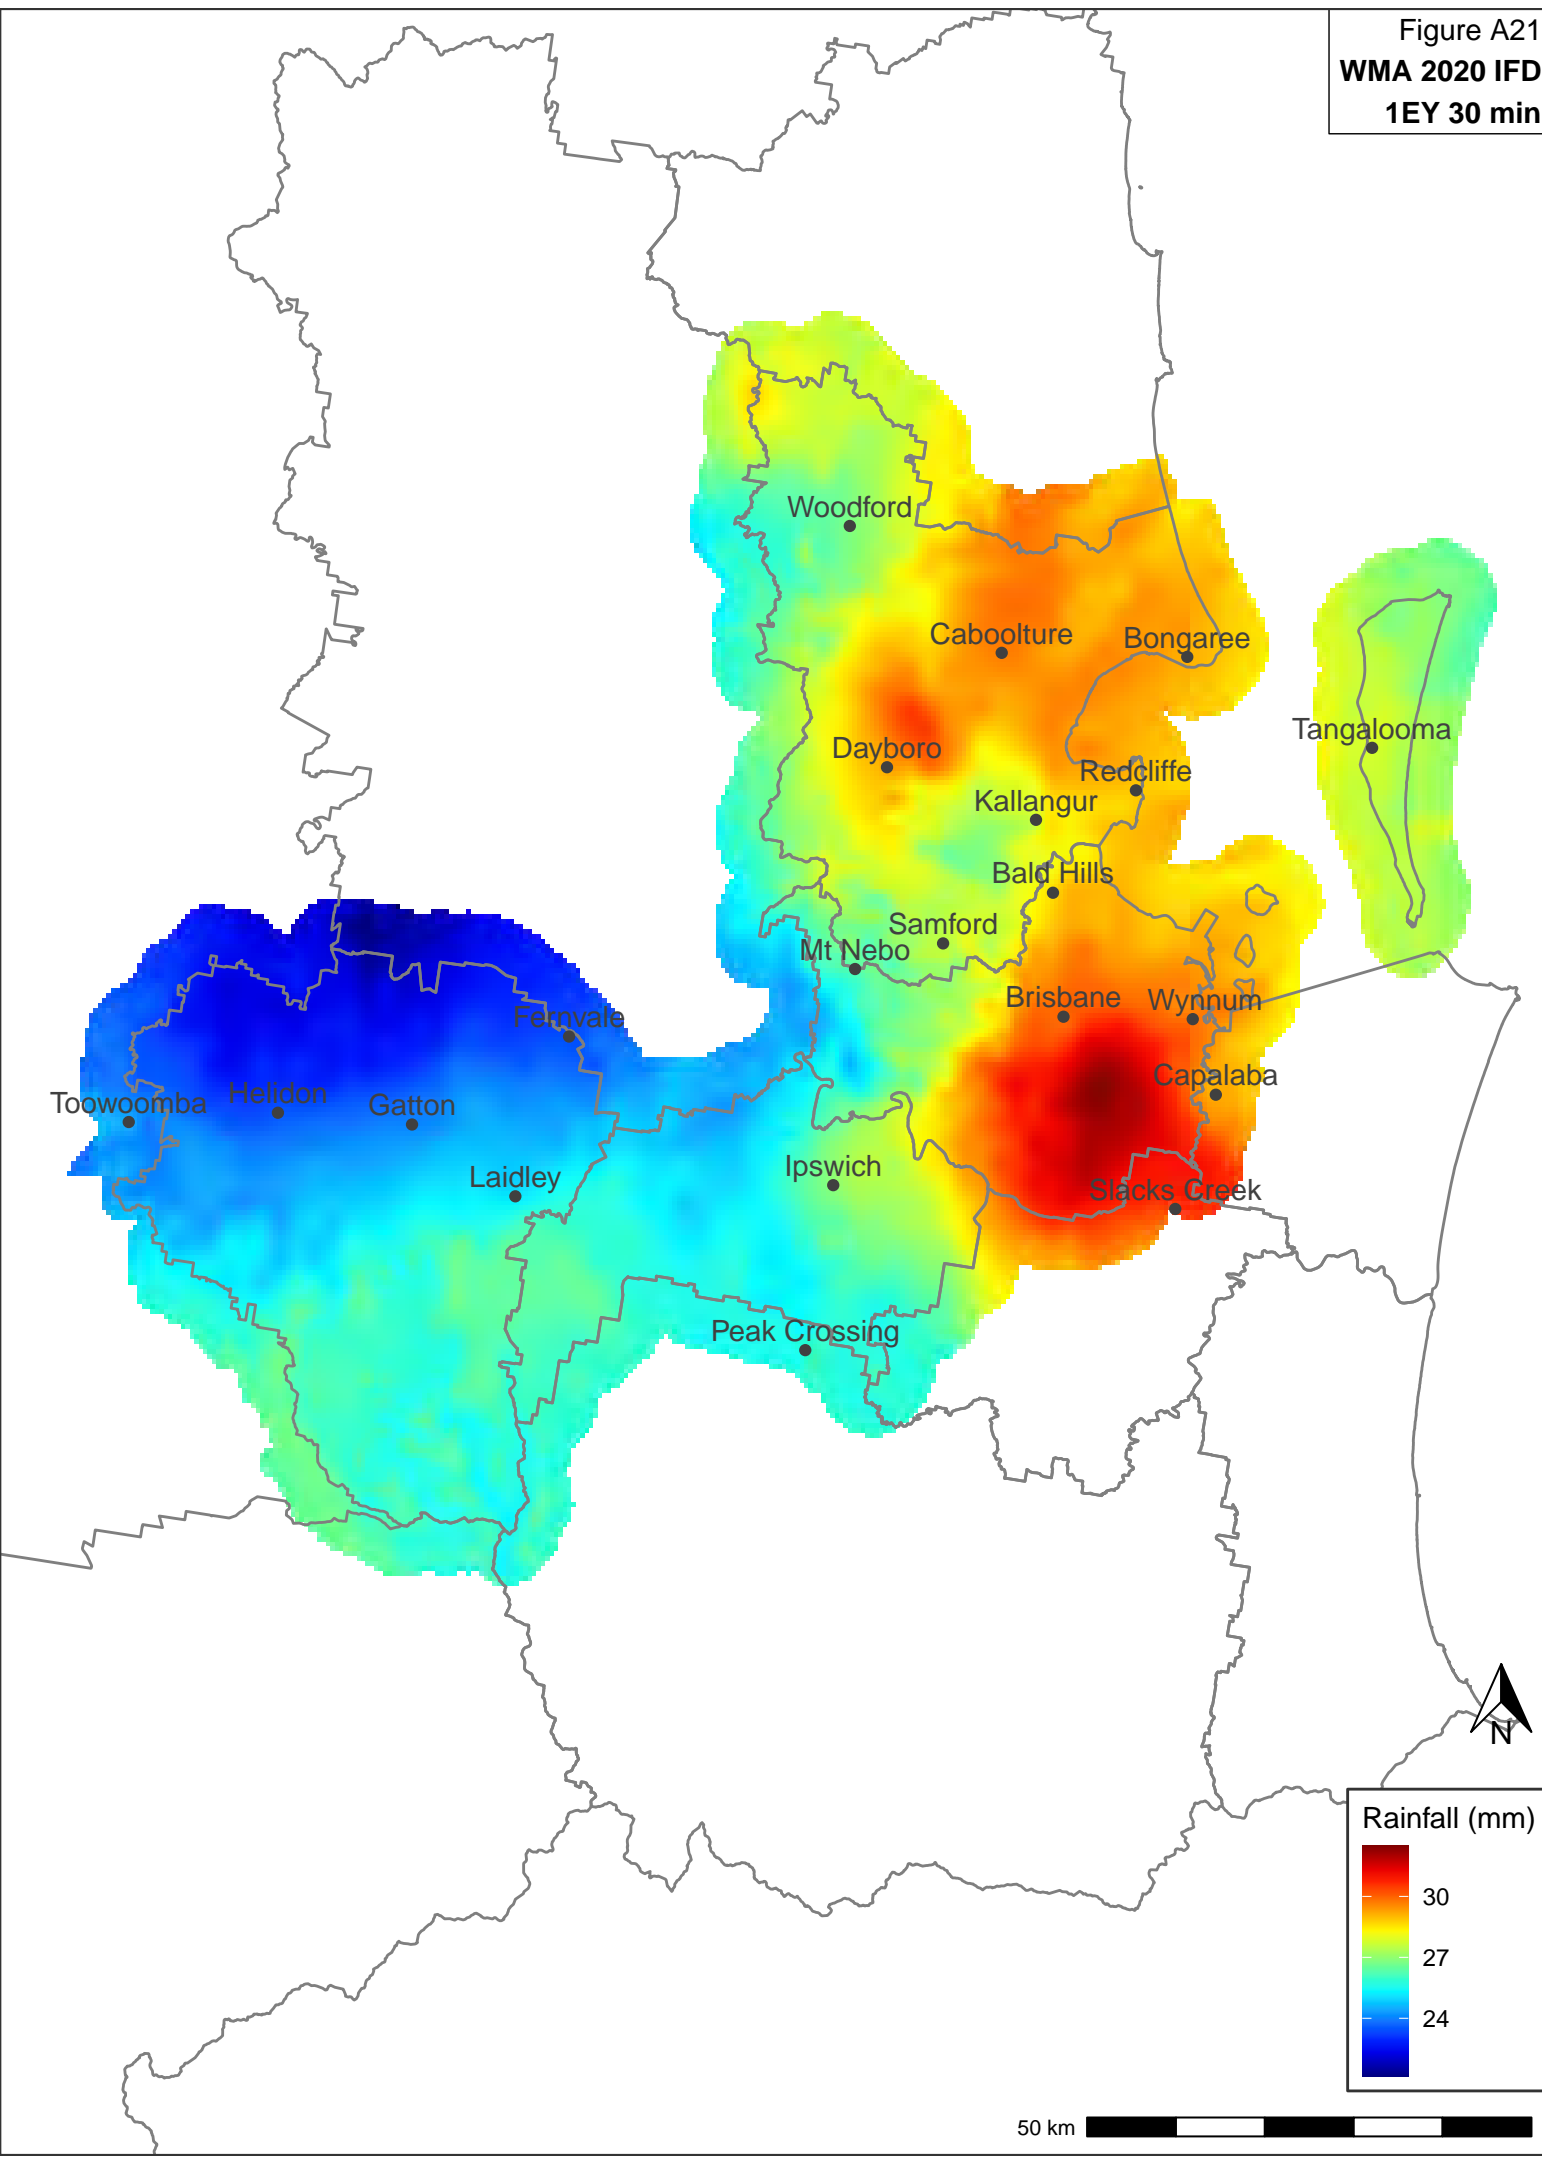 Figure A21
WMA 2020 IFD
1EY 30 min
Woodford
Caboolture
Bongaree
Tangalooma
Dayboro
Redcliffe
Kallangur
Bald Hills
Samford
Mt Nebo
Brisbane
Wynnum
Fernvale
Capalaba
Toowoomba
Helidon
Gatton
Ipswich
Laidley
Slacks Creek
Peak Crossing
N
Rainfall (mm)
30
27
24
50 km